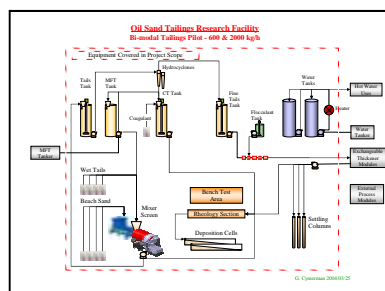 Oil Sand Tailings Research Facility
Bi-modal Tailings Pilot - 600 & 2000 kg/h
Equipment Covered in Project Scope
Hydrocyclones
Tails
Tank
MFT
Tank
CT Tank
Fine
Tails
Tank
Water
Tanks
Hot Water
Uses
Coagulant
Flocculant
Tank
Heater
Water
Tanker
MFT
Tanker
Exchangeable
Thickener
Modules
Wet Tails
Beach Sand
Mixer
Screen
Bench Test
Area
Rheology Section
Deposition Cells
Settling
Columns
External
Process
Modules
G. Cymerman 2006/03/25